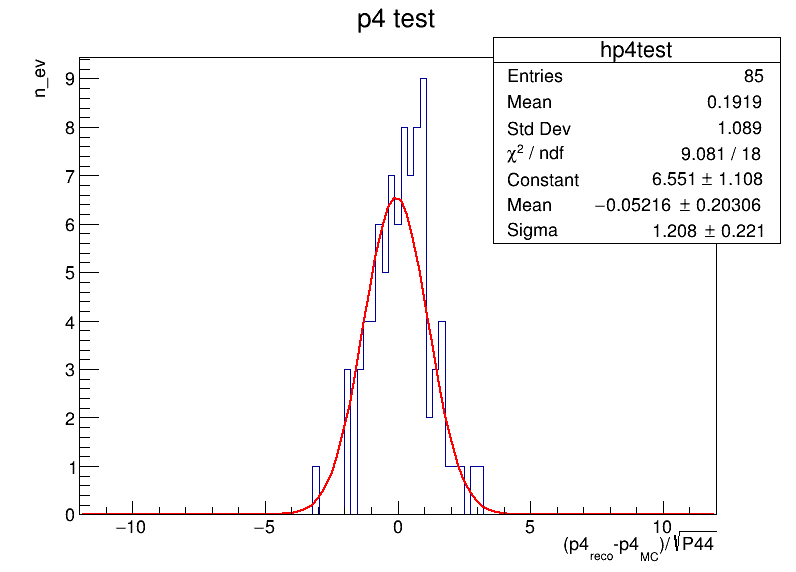 p4 test
hp4test
Entries 85
Mean 0.1919
Std Dev 1.089
χ² / ndf 9.081 / 18
Constant 6.551 ± 1.108
Mean −0.05216 ± 0.20306
Sigma 1.208 ± 0.221
n_ev
9
8
7
6
5
4
3
2
1
0
−10 −5 0 5 10
(p4_reco-p4_MC)/√P44